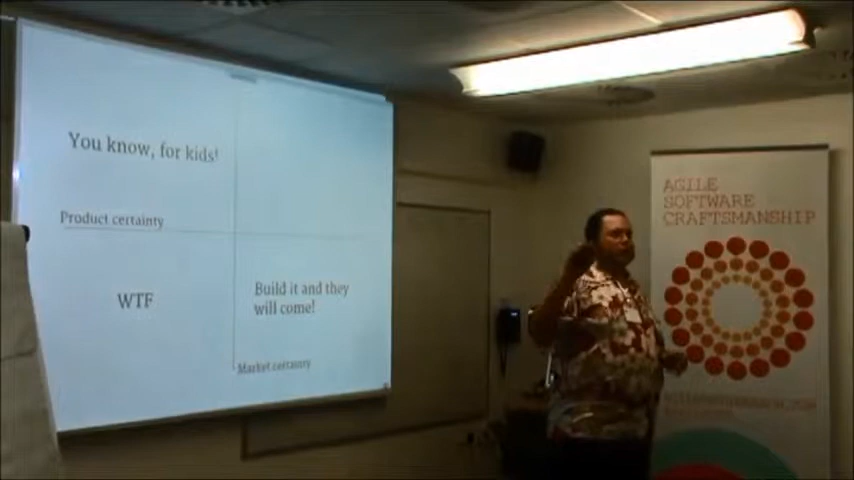 You know, for kids!
Product certainty
WTF
Build it and they
will come!
Market certainty
AGILE
SOFTWARE
CRAFTSMANSHIP